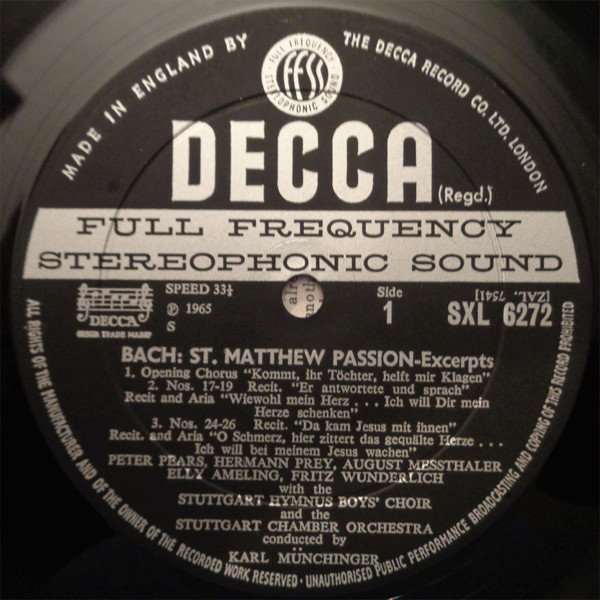 MADE IN ENGLAND BY
THE DECCA RECORD CO. LTD. LONDON
FULL FREQUENCY
STEREOPHONIC SOUND
ffss
DECCA
(Regd.)
FULL FREQUENCY
STEREOPHONIC SOUND
DECCA
SPEED 33⅓
Ⓟ 1965
S
Side
1
[ZAL. 7541]
SXL 6272
BACH: ST. MATTHEW PASSION-Excerpts
1. Opening Chorus "Kommt, ihr Töchter, helft mir Klagen"
2. Nos. 17-19 Recit. "Er antwortete und sprach"
Recit and Aria "Wiewohl mein Herz . . . Ich will Dir mein
Herze schenken"
3. Nos. 24-26 Recit. "Da kam Jesus mit ihnen"
Recit. and Aria "O Schmerz, hier zittert das gequälte Herze . . .
Ich will bei meinem Jesus wachen"
PETER PEARS, HERMANN PREY, AUGUST MESSTHALER
ELLY AMELING, FRITZ WUNDERLICH
with the
STUTTGART HYMNUS BOYS' CHOIR
and the
STUTTGART CHAMBER ORCHESTRA
conducted by
KARL MÜNCHINGER
ALL RIGHTS OF THE MANUFACTURER AND OF THE OWNER OF THE RECORDED WORK RESERVED · UNAUTHORISED PUBLIC PERFORMANCE BROADCASTING AND COPYING OF THIS RECORD PROHIBITED